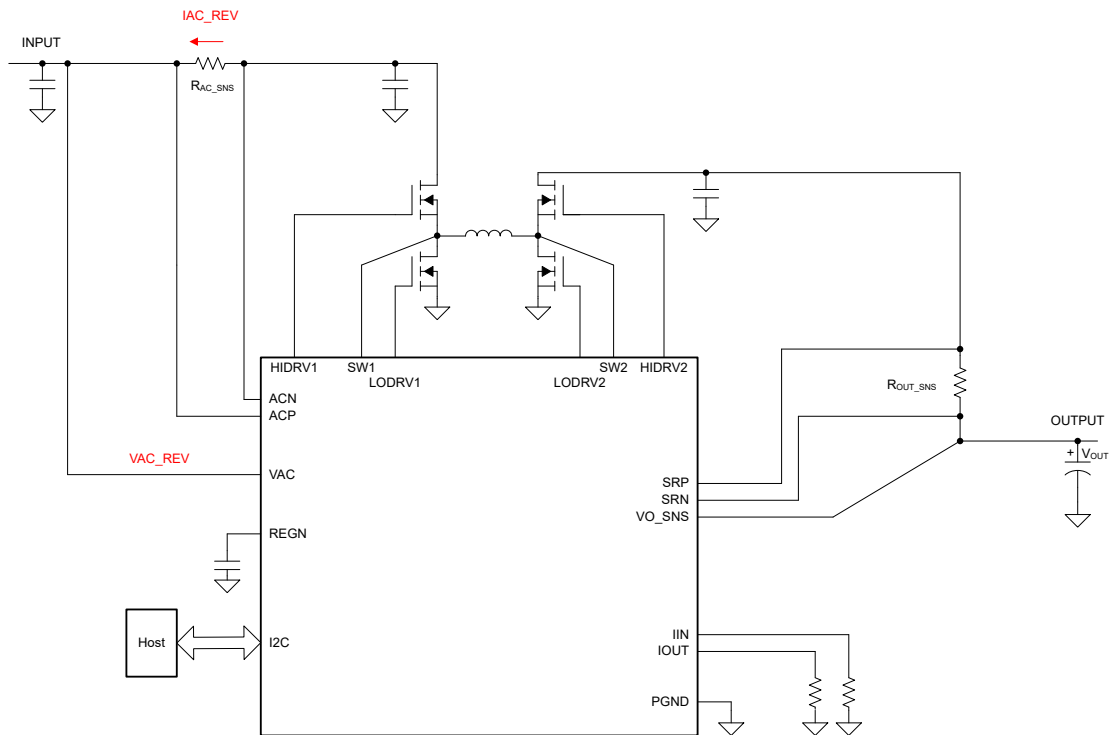 IAC_REV
INPUT
RAC_SNS
HIDRV1
SW1
LODRV1
LODRV2
SW2
HIDRV2
ACN
ACP
ROUT_SNS
OUTPUT
+ VOUT
VAC_REV
VAC
SRP
SRN
VO_SNS
REGN
Host
I2C
IIN
IOUT
PGND